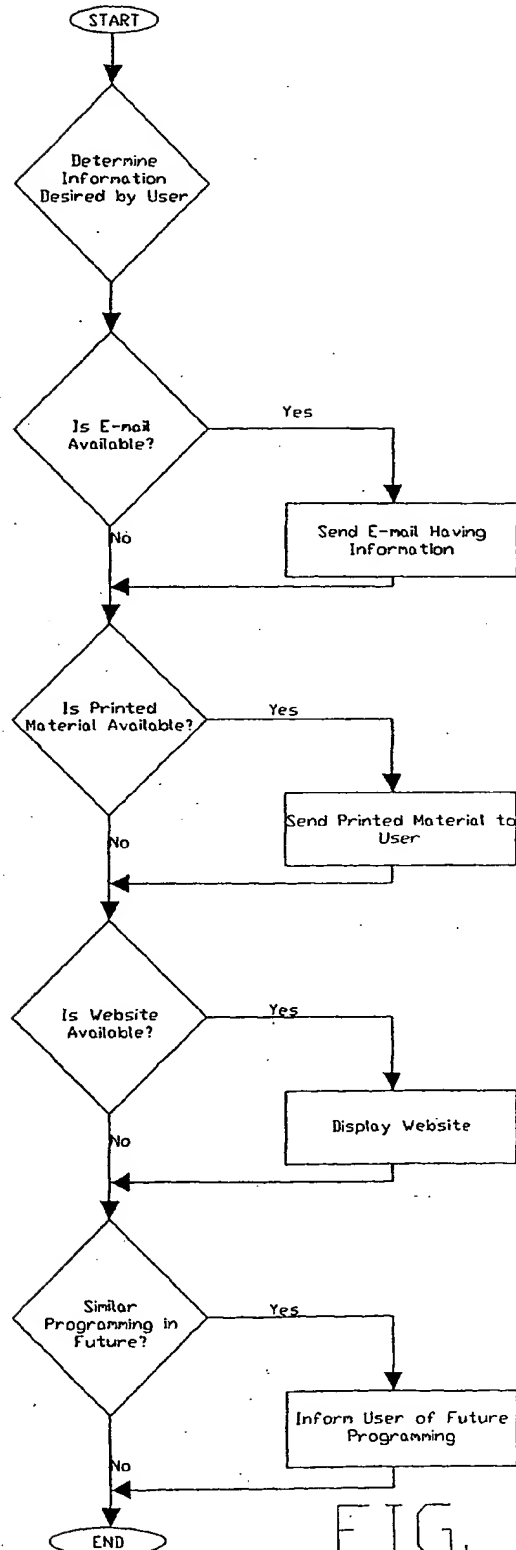 START
Determine
Information
Desired by User
Is E-mail
Available?
Yes
No
Send E-mail Having
Information
Is Printed
Material Available?
Yes
No
Send Printed Material to
User
Is Website
Available?
Yes
No
Display Website
Similar
Programming in
Future?
Yes
No
Inform User of Future
Programming
END
FIG.